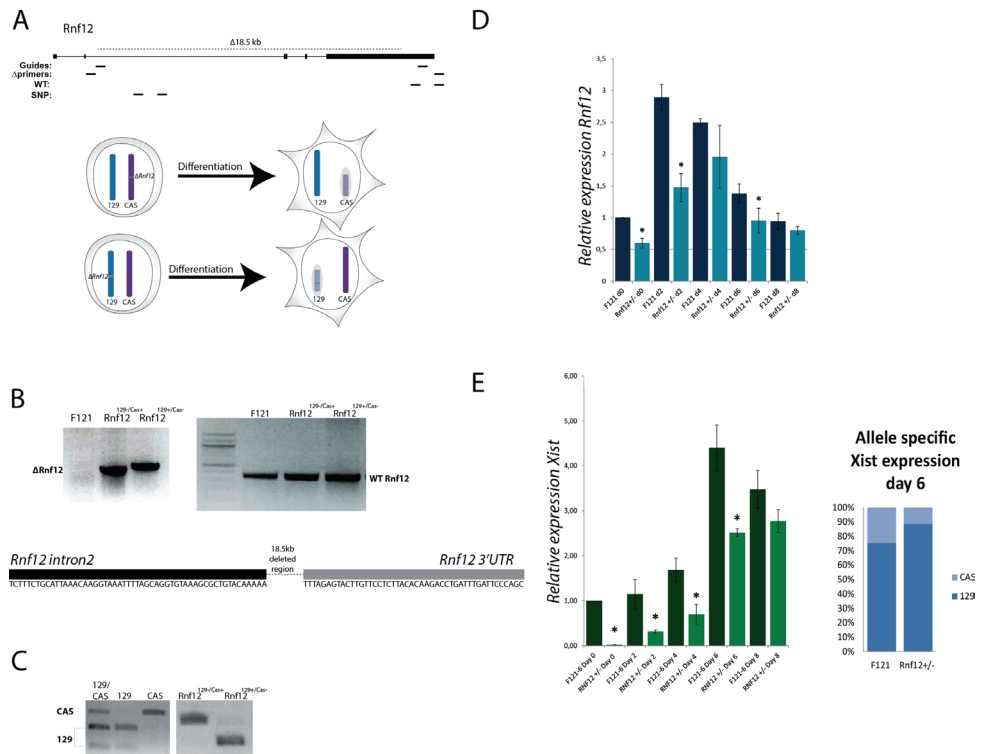 A
Rnf12
Δ18.5 kb
Guides:
Δprimers:
WT:
SNP:
Differentiation
ΔRnf12
129 CAS
129 CAS
Differentiation
ΔRnf12
129 CAS
129 CAS
B
F121 Rnf12 129-/Cas+ Rnf12 129+/Cas-
ΔRnf12
F121 Rnf12 129-/Cas+ Rnf12 129+/Cas-
WT Rnf12
Rnf12 intron2
18.5kb
deleted
region
Rnf12 3'UTR
TCTTTCTGCATTAAACAAGGTAAATTTTAGCAGGTGTAAAGCGCTGTACAAAAA
TTTAGAGTACTTGTTCCTCTTACACAAGACCTGATTTGATTCCCAGC
C
129/
CAS 129 CAS
Rnf12 129-/Cas+
Rnf12 129+/Cas-
CAS
129
D
Relative expression Rnf12
3,5
3
2,5
2
1,5
1
0,5
0
*
*
*
F121 d0
Rnf12+/- d0
F121 d2
Rnf12 +/- d2
F121 d4
Rnf12 +/- d4
F121 d6
Rnf12 +/- d6
F121 d8
Rnf12 +/- d8
E
Relative expression Xist
6,00
5,00
4,00
3,00
2,00
1,00
0,00
*
*
*
*
F121-6 Day 0
RNF12 +/- Day 0
F121-6 Day 2
RNF12 +/- Day 2
F121-6 Day 4
RNF12 +/- Day 4
F121-6 Day 6
RNF12 +/- Day 6
F121-6 Day 8
RNF12 +/- Day 8
Allele specific
Xist expression
day 6
100%
90%
80%
70%
60%
50%
40%
30%
20%
10%
0%
F121 Rnf12+/-
CAS
129